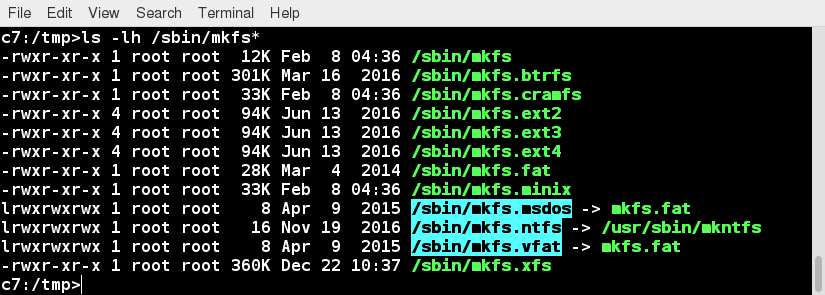 File Edit View Search Terminal Help
c7:/tmp>ls -lh /sbin/mkfs*
-rwxr-xr-x 1 root root  12K Feb  8 04:36 /sbin/mkfs
-rwxr-xr-x 1 root root 301K Mar 16  2016 /sbin/mkfs.btrfs
-rwxr-xr-x 1 root root  33K Feb  8 04:36 /sbin/mkfs.cramfs
-rwxr-xr-x 4 root root  94K Jun 13  2016 /sbin/mkfs.ext2
-rwxr-xr-x 4 root root  94K Jun 13  2016 /sbin/mkfs.ext3
-rwxr-xr-x 4 root root  94K Jun 13  2016 /sbin/mkfs.ext4
-rwxr-xr-x 1 root root  28K Mar  4  2014 /sbin/mkfs.fat
-rwxr-xr-x 1 root root  33K Feb  8 04:36 /sbin/mkfs.minix
lrwxrwxrwx 1 root root    8 Apr  9  2015 /sbin/mkfs.msdos -> mkfs.fat
lrwxrwxrwx 1 root root   16 Nov 19  2016 /sbin/mkfs.ntfs -> /usr/sbin/mkntfs
lrwxrwxrwx 1 root root    8 Apr  9  2015 /sbin/mkfs.vfat -> mkfs.fat
-rwxr-xr-x 1 root root 360K Dec 22 10:37 /sbin/mkfs.xfs
c7:/tmp>